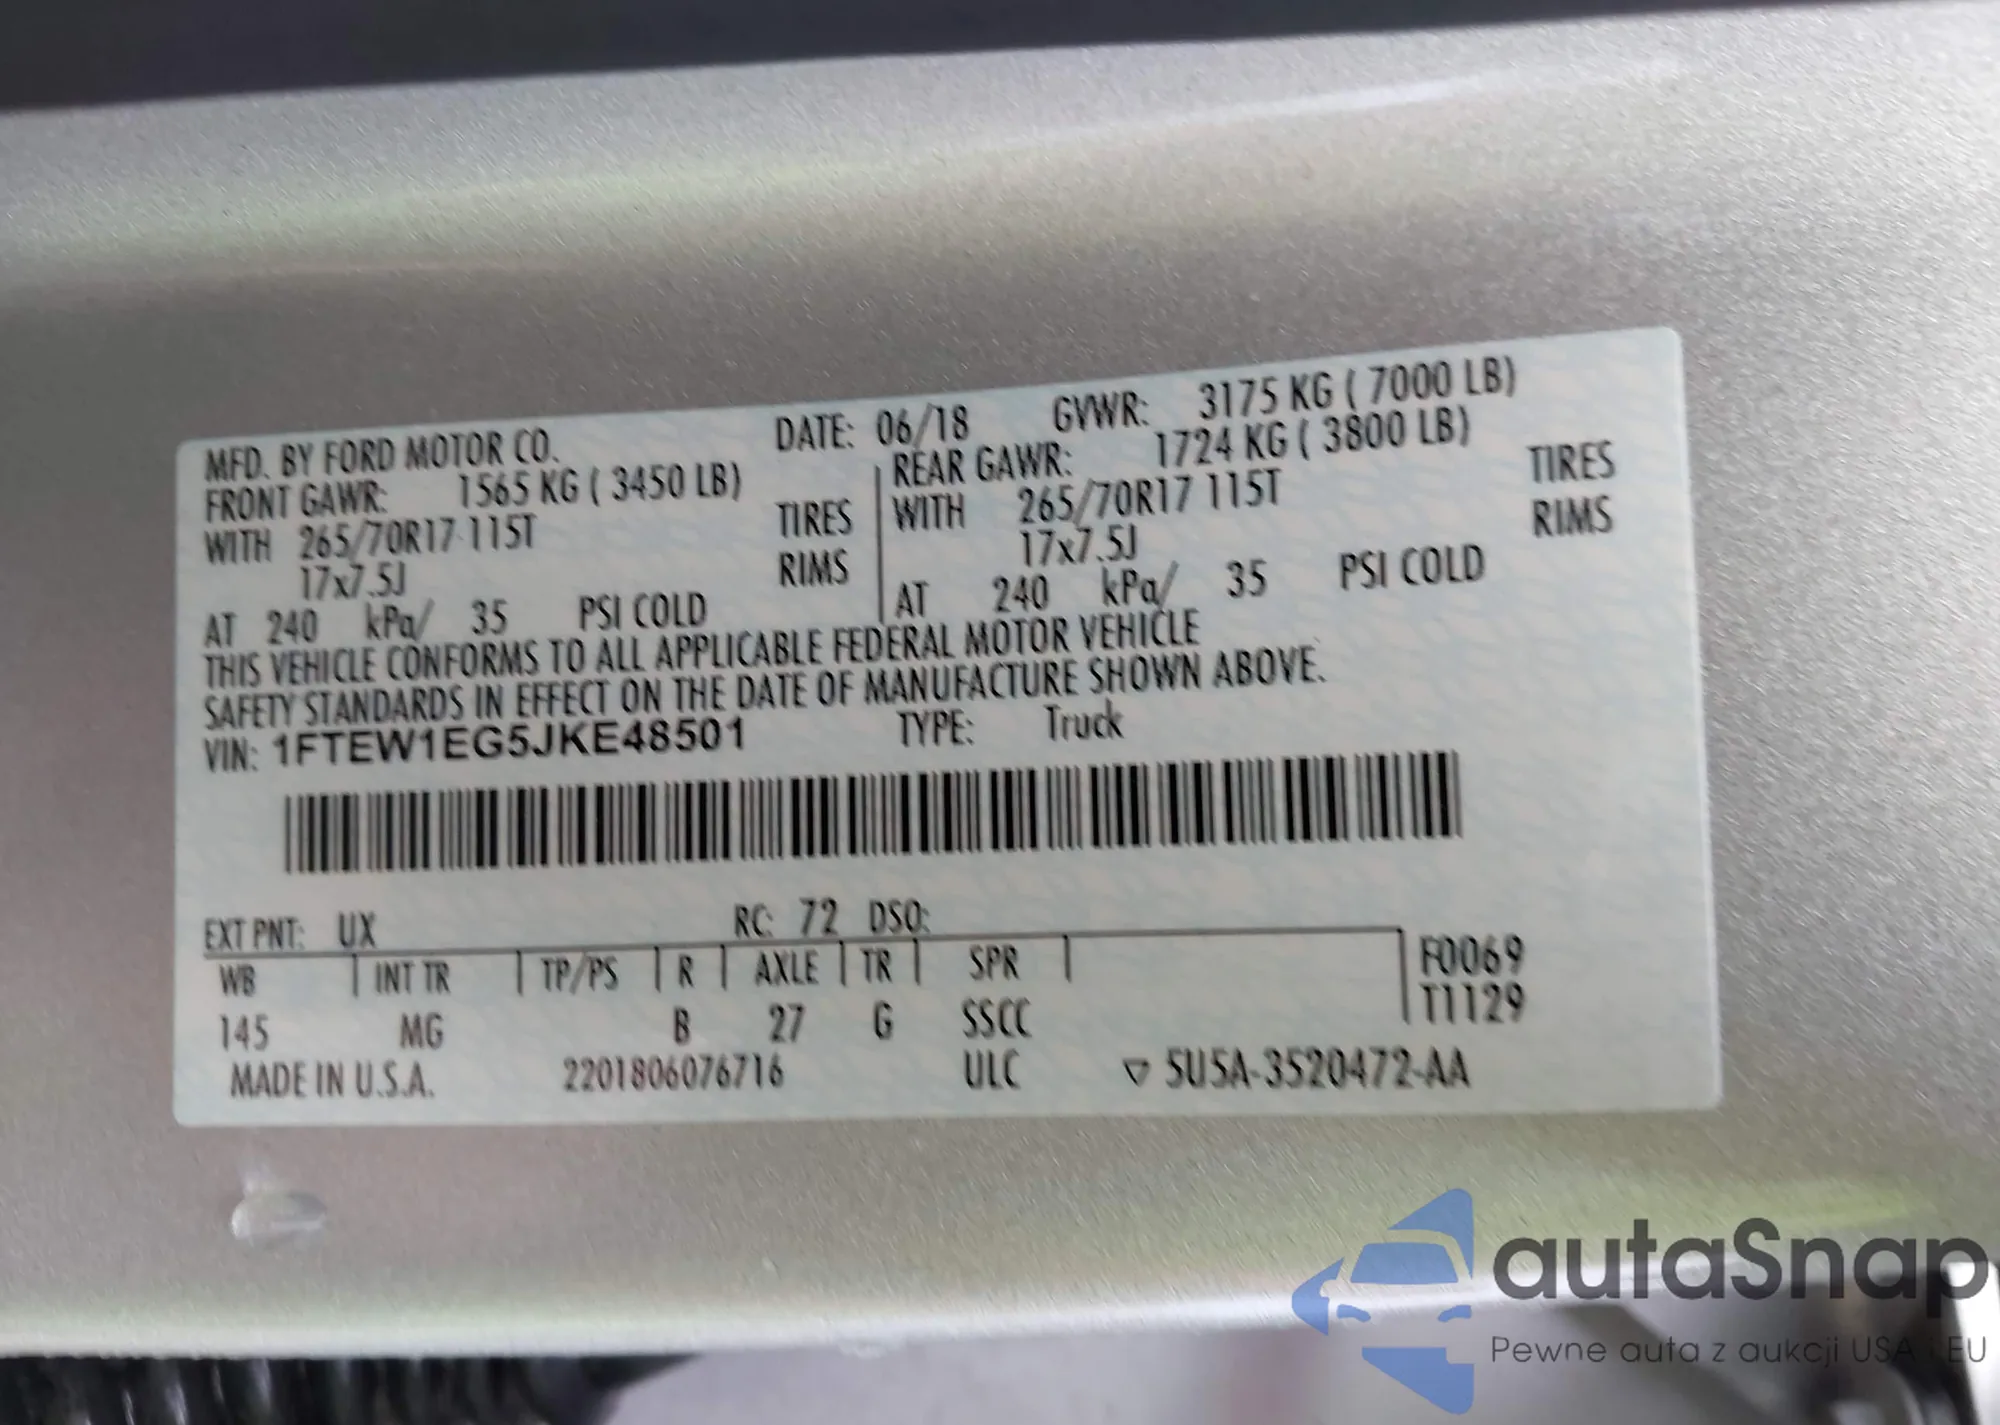 MFD. BY FORD MOTOR CO. DATE: 06/18 GVWR: 3175 KG ( 7000 LB)
FRONT GAWR: 1565 KG ( 3450 LB) REAR GAWR: 1724 KG ( 3800 LB)
WITH 265/70R17 115T TIRES WITH 265/70R17 115T TIRES
17x7.5J RIMS 17x7.5J RIMS
AT 240 kPa/ 35 PSI COLD AT 240 kPa/ 35 PSI COLD
THIS VEHICLE CONFORMS TO ALL APPLICABLE FEDERAL MOTOR VEHICLE
SAFETY STANDARDS IN EFFECT ON THE DATE OF MANUFACTURE SHOWN ABOVE.
VIN: 1FTEW1EG5JKE48501 TYPE: Truck
EXT PNT: UX RC: 72 DSO:
WB INT TR TP/PS R AXLE TR SPR F0069
145 MG B 27 G SSCC T1129
MADE IN U.S.A. 2201806076716 ULC ▽ 5U5A-3520472-AA
autaSnap
Pewne auta z aukcji USA i EU